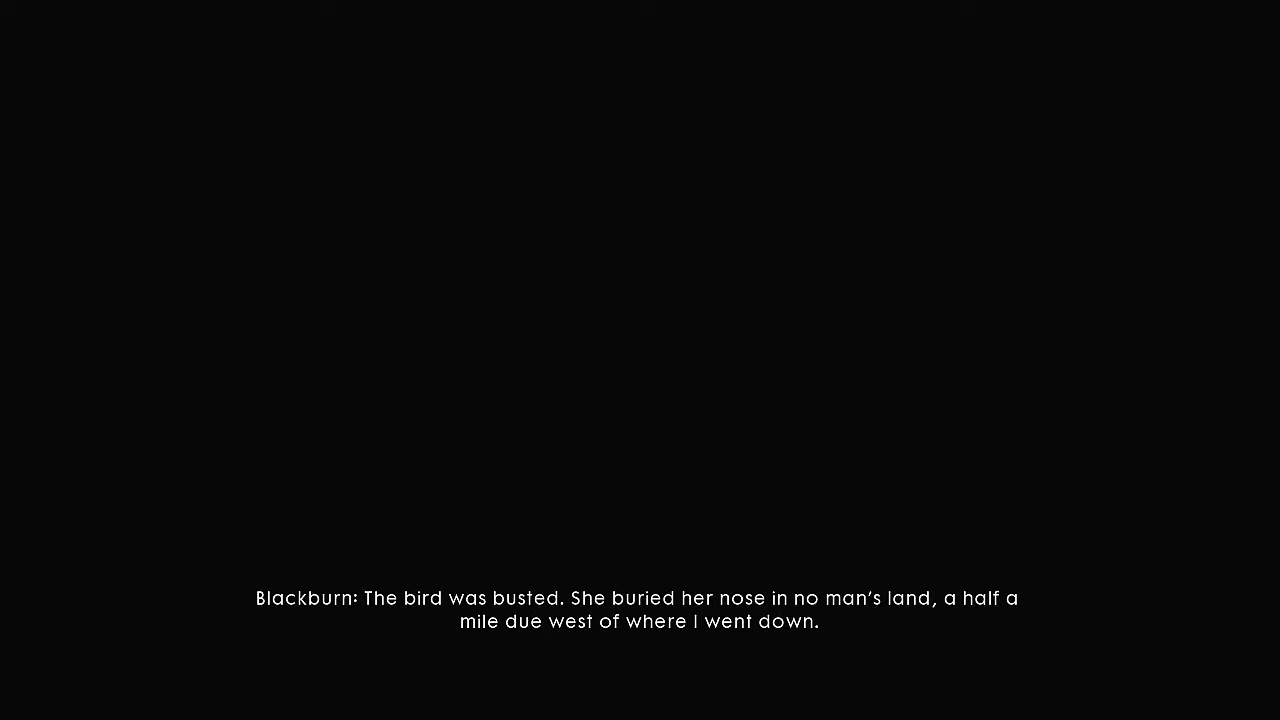 Blackburn: The bird was busted. She buried her nose in no man's land, a half a
mile due west of where I went down.